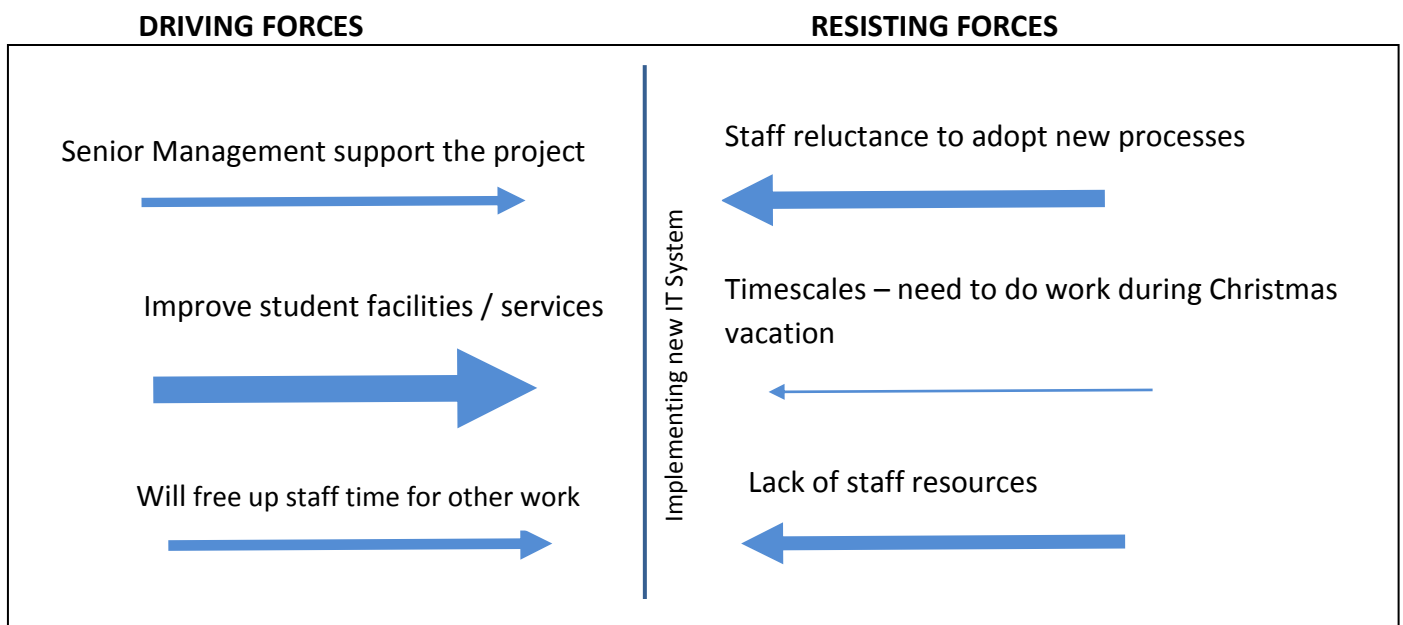 DRIVING FORCES
RESISTING FORCES
Senior Management support the project
Improve student facilities / services
Will free up staff time for other work
Implementing new IT System
Staff reluctance to adopt new processes
Timescales – need to do work during Christmas
vacation
Lack of staff resources